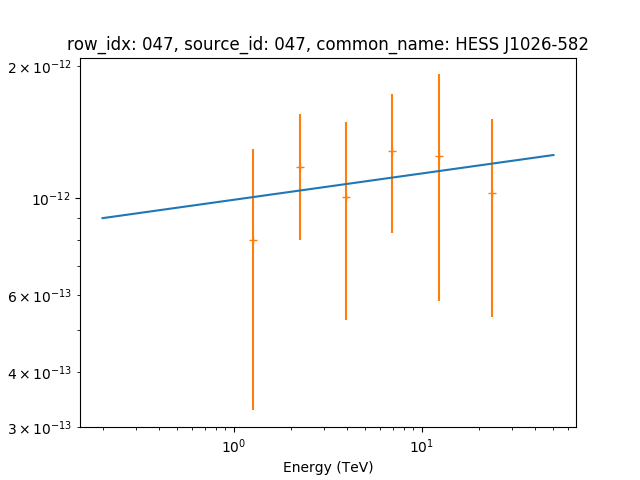 row_idx: 047, source_id: 047, common_name: HESS J1026-582
2 × 10⁻¹²
10⁻¹²
6 × 10⁻¹³
4 × 10⁻¹³
3 × 10⁻¹³
10⁰ 10¹
Energy (TeV)